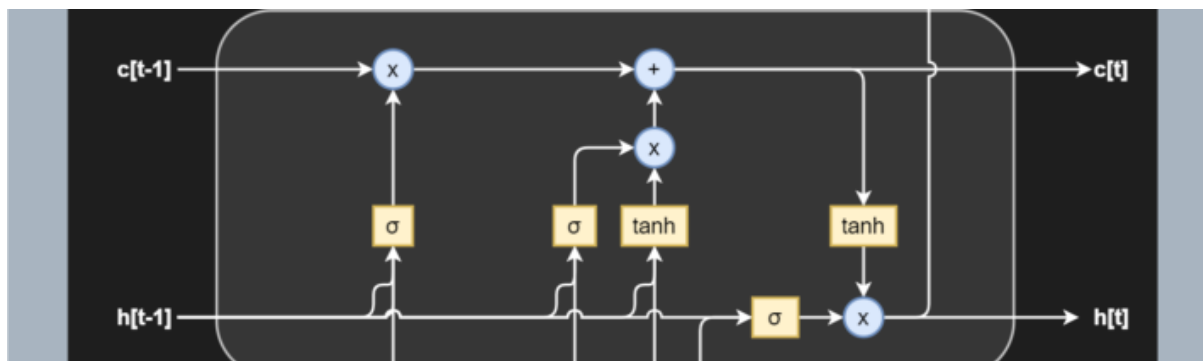 c[t-1] x + c[t]
x
σ σ tanh tanh
h[t-1] σ x h[t]